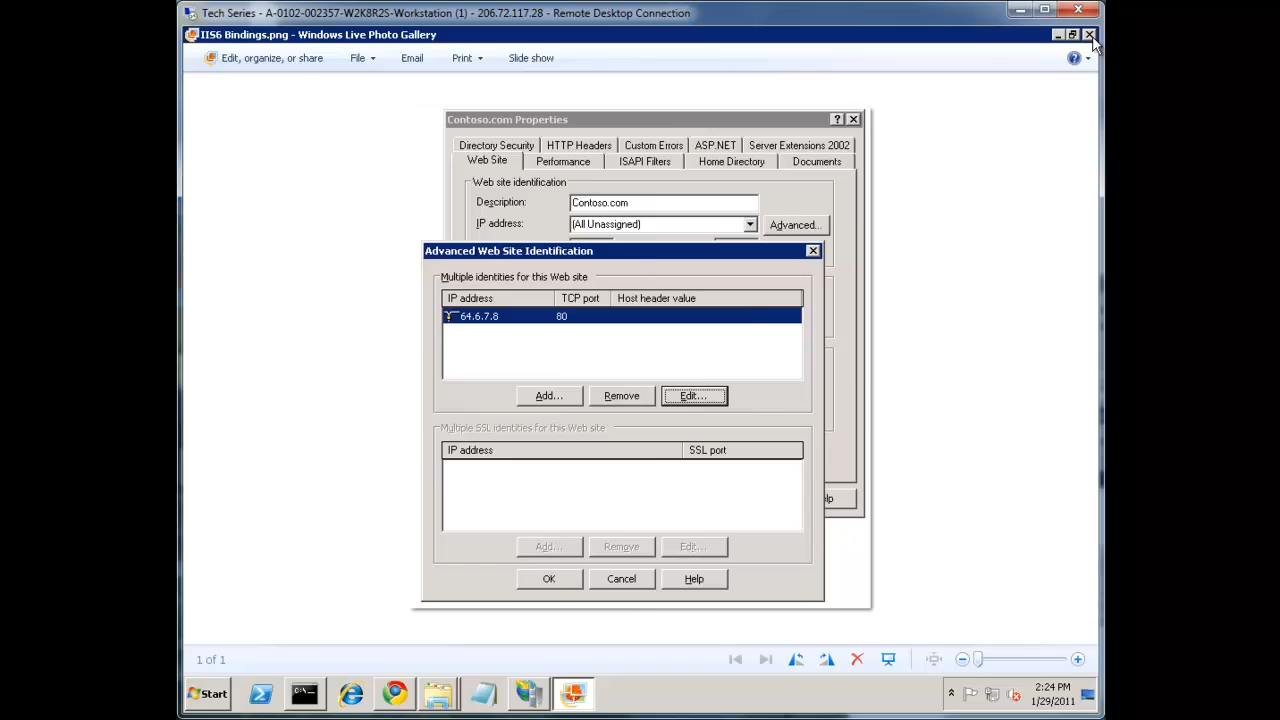 Tech Series - A-0102-002357-W2K8R2S-Workstation (1) - 206.72.117.28 - Remote Desktop Connection
IIS6 Bindings.png - Windows Live Photo Gallery
Edit, organize, or share File Email Print Slide show
Contoso.com Properties
Directory Security HTTP Headers Custom Errors ASP.NET Server Extensions 2002
Web Site Performance ISAPI Filters Home Directory Documents
Web site identification
Description: Contoso.com
IP address: (All Unassigned) Advanced...
Advanced Web Site Identification
Multiple identities for this Web site
IP address TCP port Host header value
64.6.7.8 80
Add... Remove Edit...
Multiple SSL identities for this Web site
IP address SSL port
lp
Add... Remove Edit...
OK Cancel Help
1 of 1
Start 2:24 PM
1/29/2011